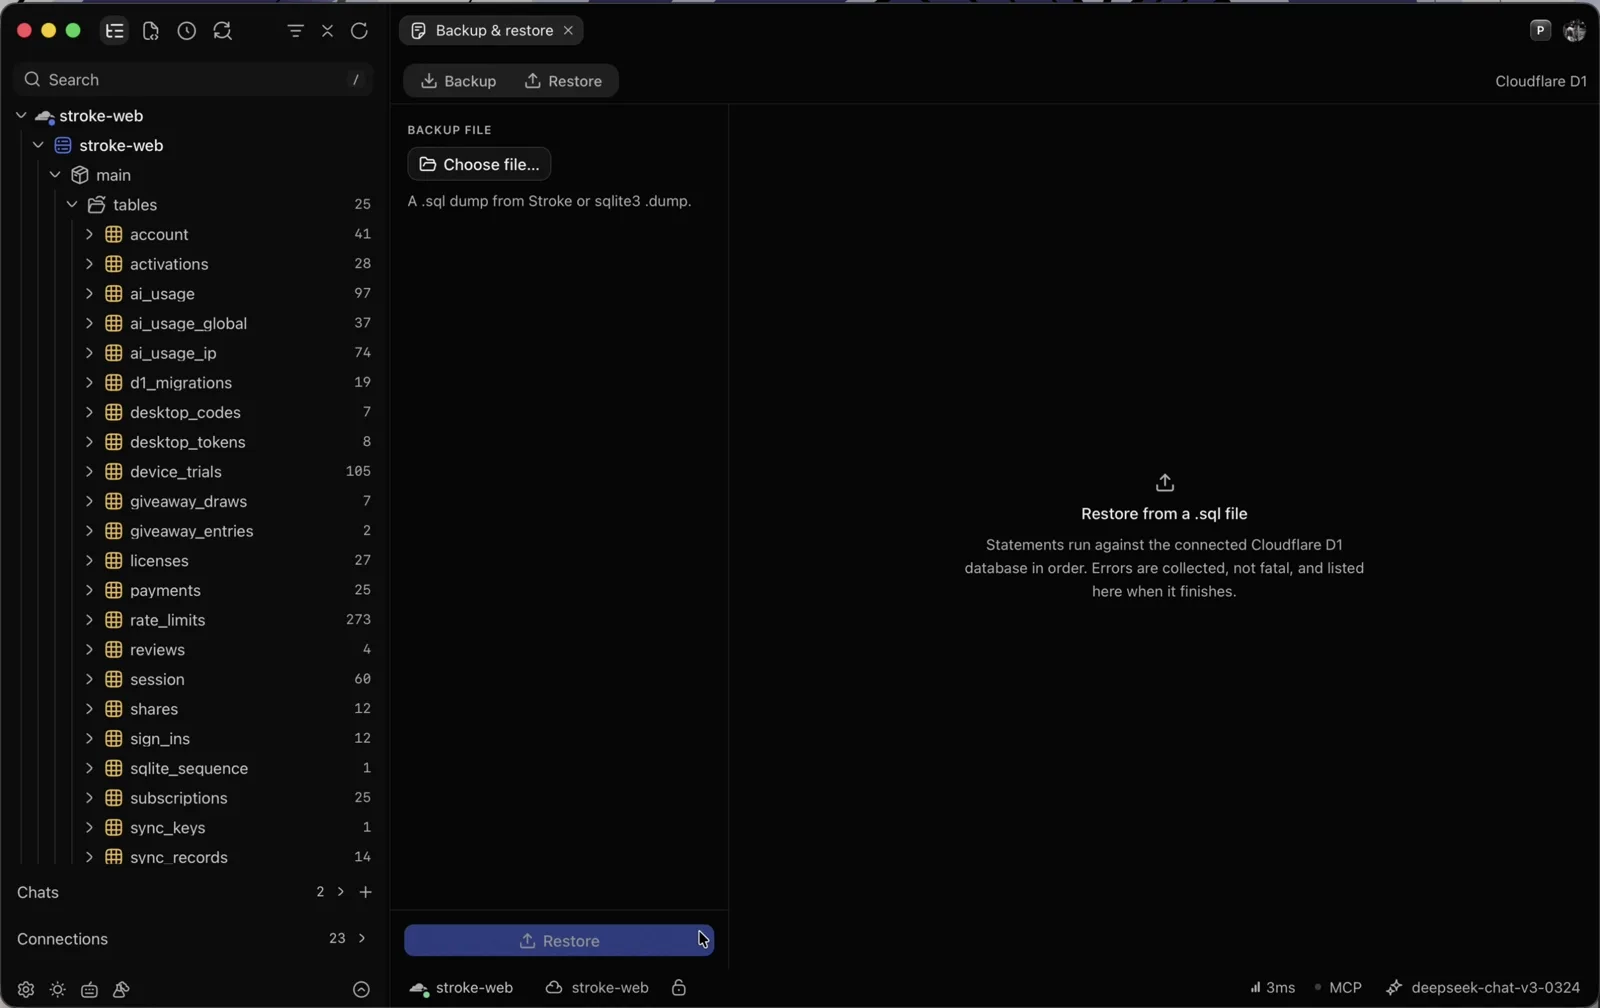 Backup & restore
P
Search
/
Backup
Restore
Cloudflare D1
stroke-web
stroke-web
main
tables 25
account 41
activations 28
ai_usage 97
ai_usage_global 37
ai_usage_ip 74
d1_migrations 19
desktop_codes 7
desktop_tokens 8
device_trials 105
giveaway_draws 7
giveaway_entries 2
licenses 27
payments 25
rate_limits 273
reviews 4
session 60
shares 12
sign_ins 12
sqlite_sequence 1
subscriptions 25
sync_keys 1
sync_records 14
Chats 2
Connections 23
BACKUP FILE
Choose file...
A .sql dump from Stroke or sqlite3 .dump.
Restore
Restore from a .sql file
Statements run against the connected Cloudflare D1
database in order. Errors are collected, not fatal, and listed
here when it finishes.
stroke-web
stroke-web
3ms
MCP
deepseek-chat-v3-0324